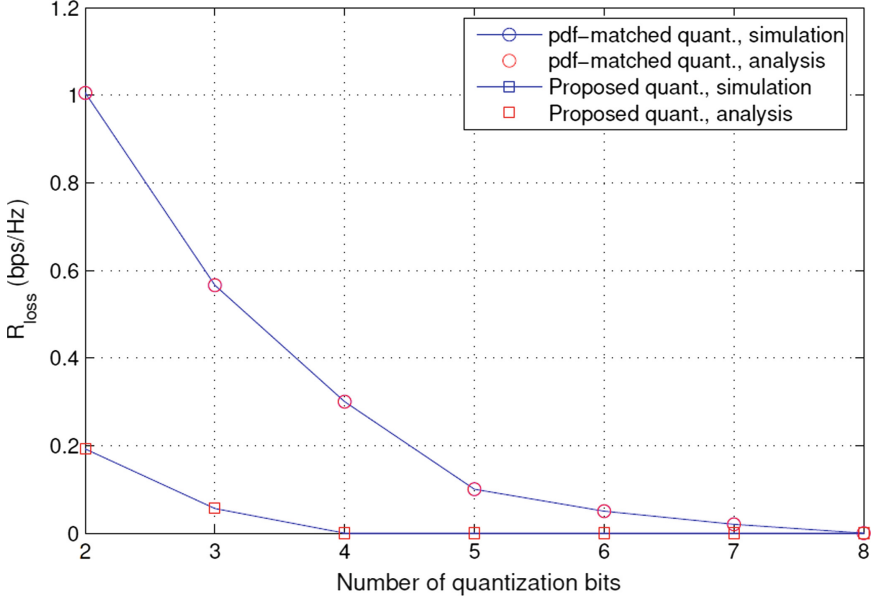 1.2
1
0.8
0.6
0.4
0.2
0
R_loss (bps/Hz)
pdf−matched quant., simulation
pdf−matched quant., analysis
Proposed quant., simulation
Proposed quant., analysis
2 3 4 5 6 7 8
Number of quantization bits